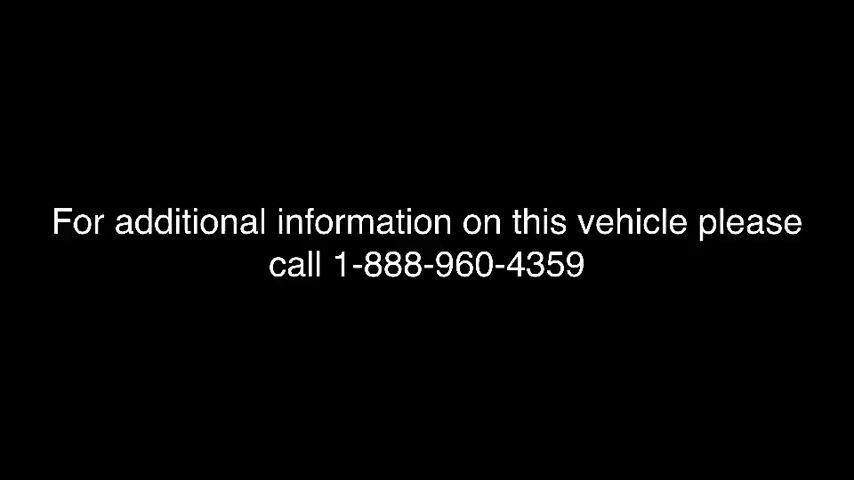 For additional information on this vehicle please
call 1-888-960-4359